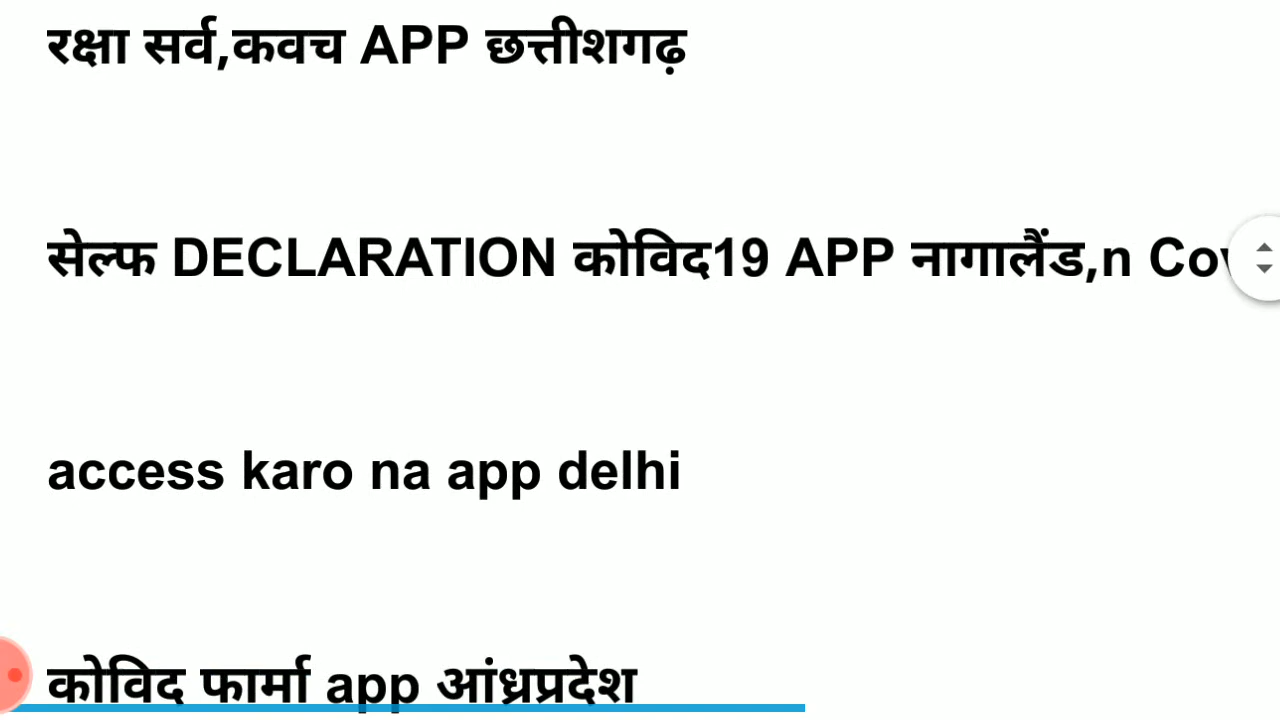 रक्षा सर्व,कवच APP छत्तीशगढ़
सेल्फ DECLARATION कोविद19 APP नागालैंड,n
access karo na app delhi
कोविद फार्मा app आंध्रप्रदेश